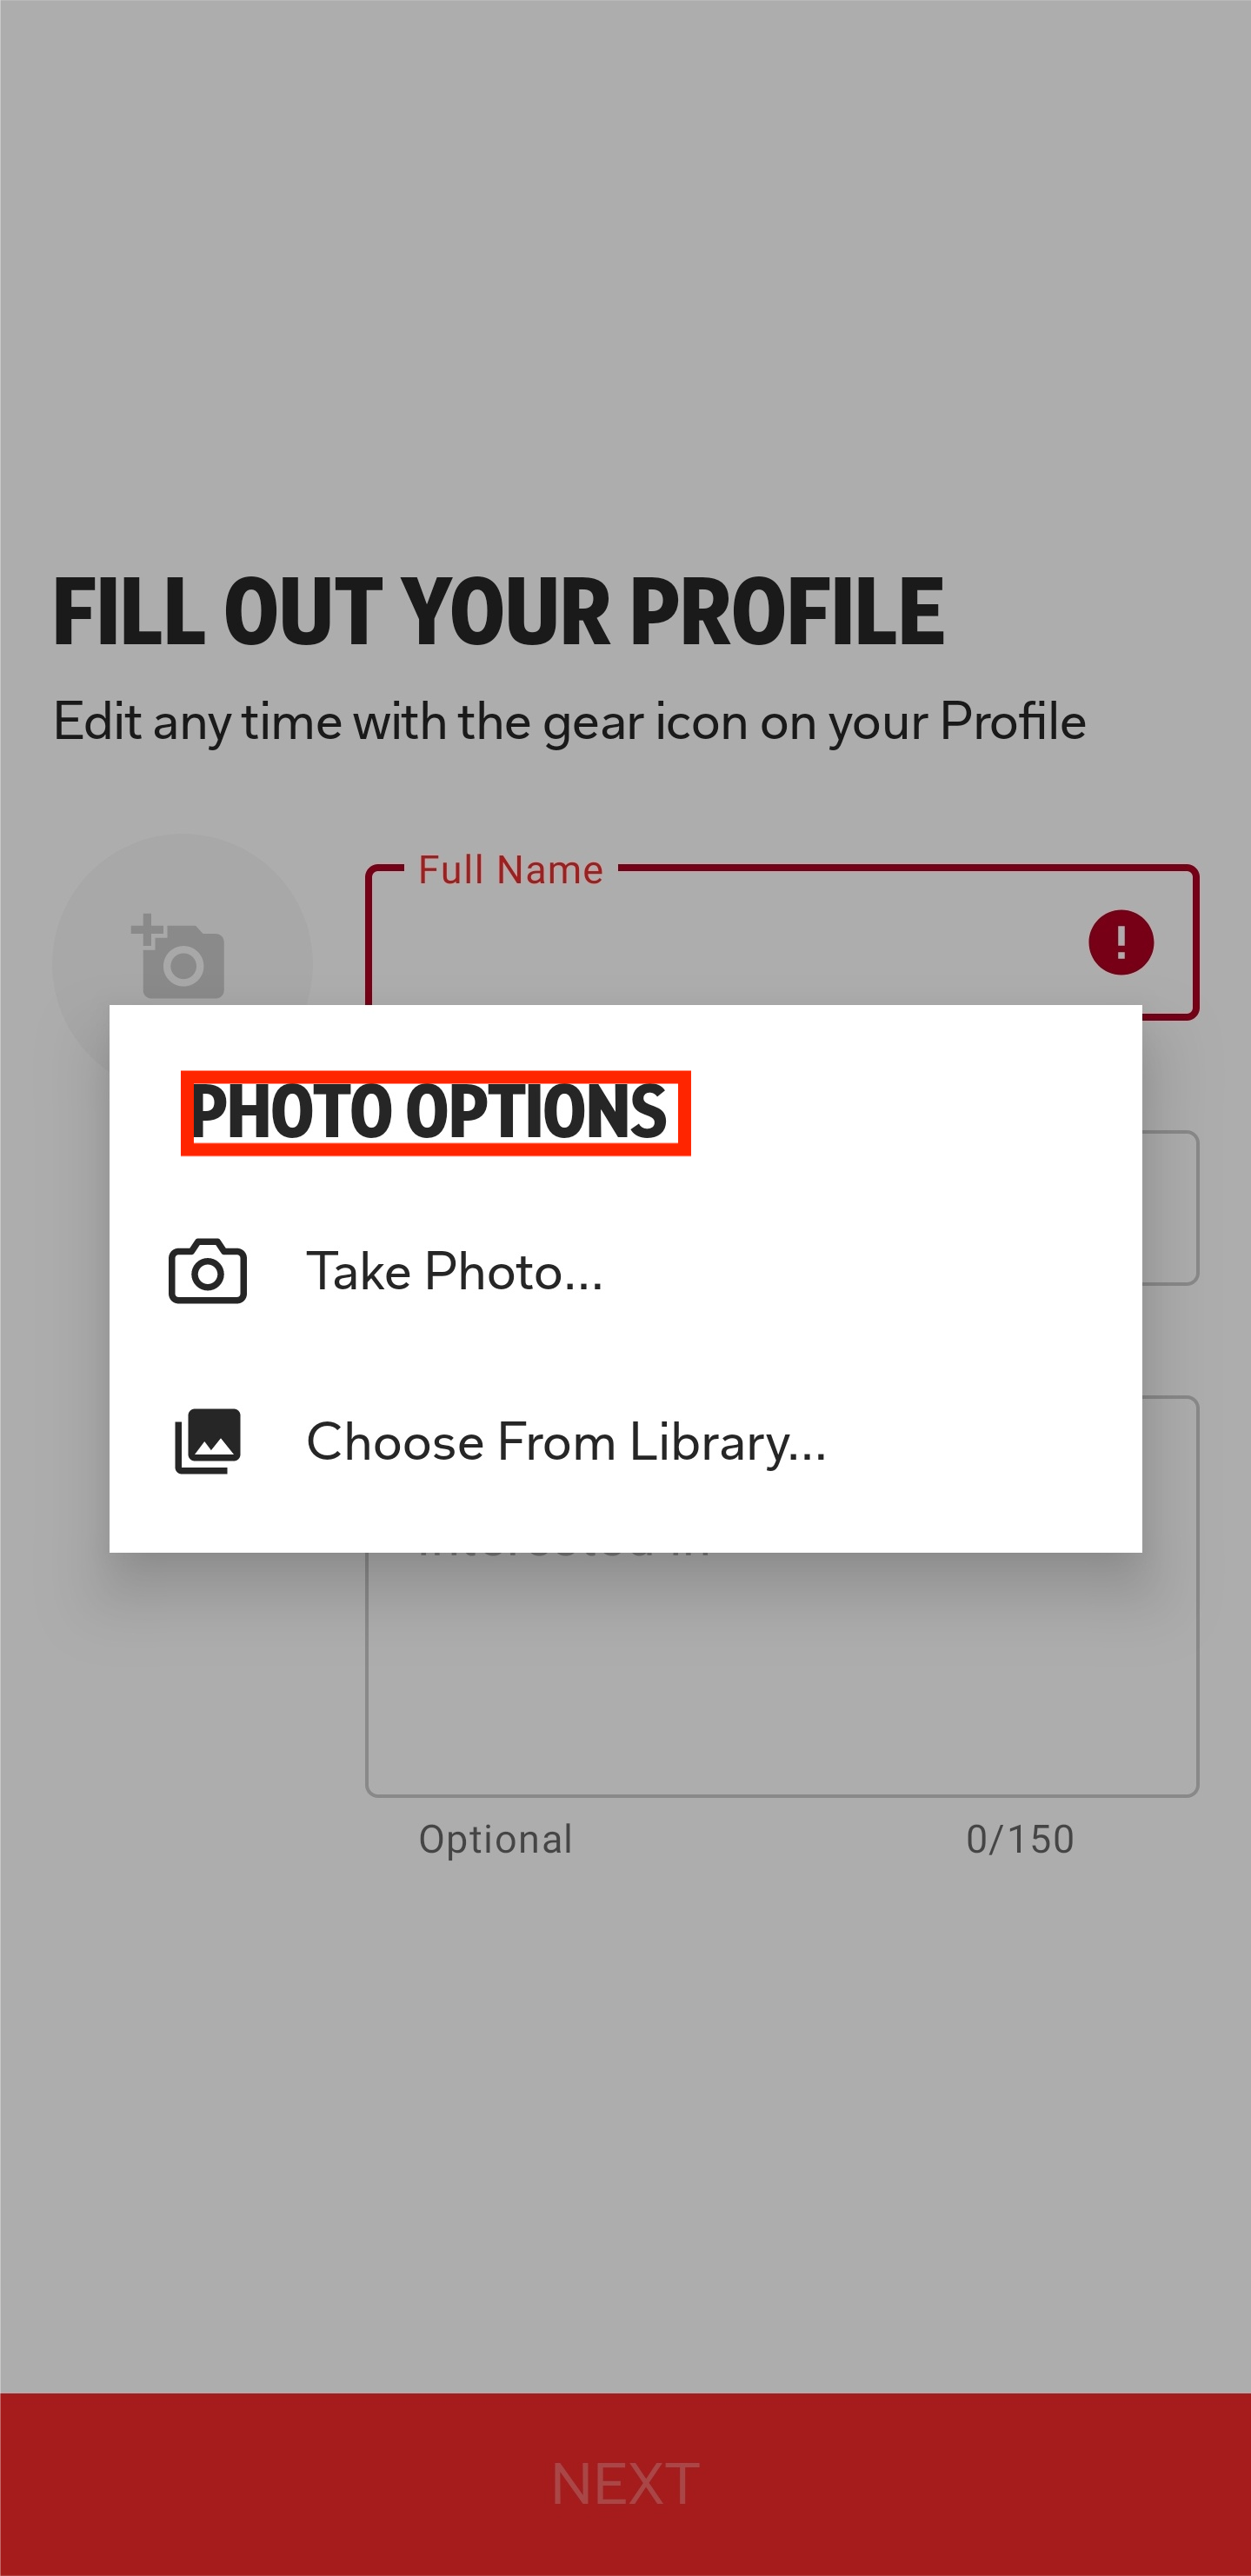 FILL OUT YOUR PROFILE
Edit any time with the gear icon on your Profile
Full Name
PHOTO OPTIONS
Take Photo...
Choose From Library...
Optional 0/150
NEXT